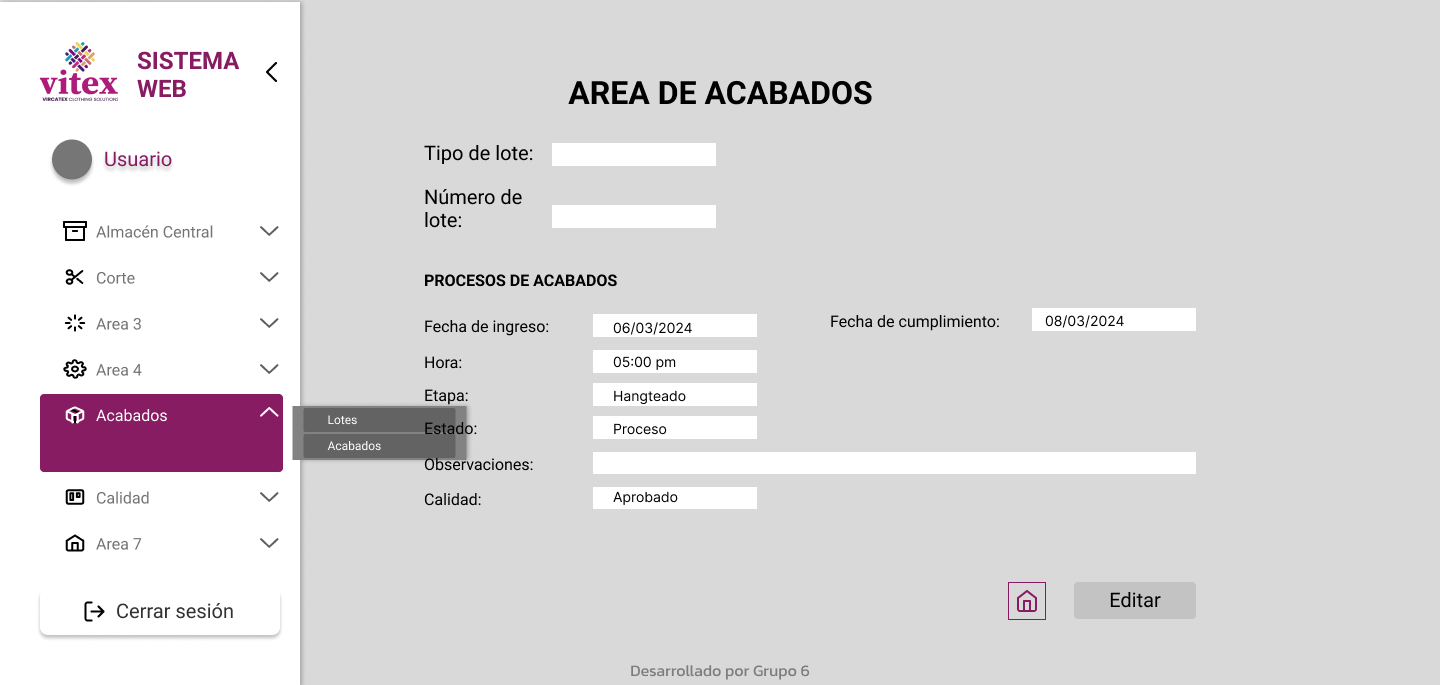 vitex
VIRCATEX CLOTHING SOLUTIONS
SISTEMA
WEB
Usuario
Almacén Central
Corte
Area 3
Area 4
Acabados
Lotes
Acabados
Calidad
Area 7
Cerrar sesión
AREA DE ACABADOS
Tipo de lote:
Número de
lote:
PROCESOS DE ACABADOS
Fecha de ingreso: 06/03/2024 Fecha de cumplimiento: 08/03/2024
Hora: 05:00 pm
Etapa: Hangteado
Estado: Proceso
Observaciones:
Calidad: Aprobado
Editar
Desarrollado por Grupo 6